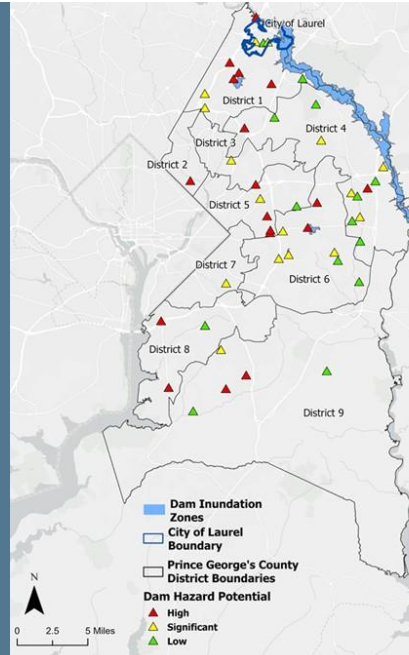 City of Laurel
District 1
District 4
District 3
District 2
District 5
District 7
District 6
District 8
District 9
Dam Inundation
Zones
City of Laurel
Boundary
Prince George's County
District Boundaries
Dam Hazard Potential
High
Significant
Low
N
0 2.5 5 Miles